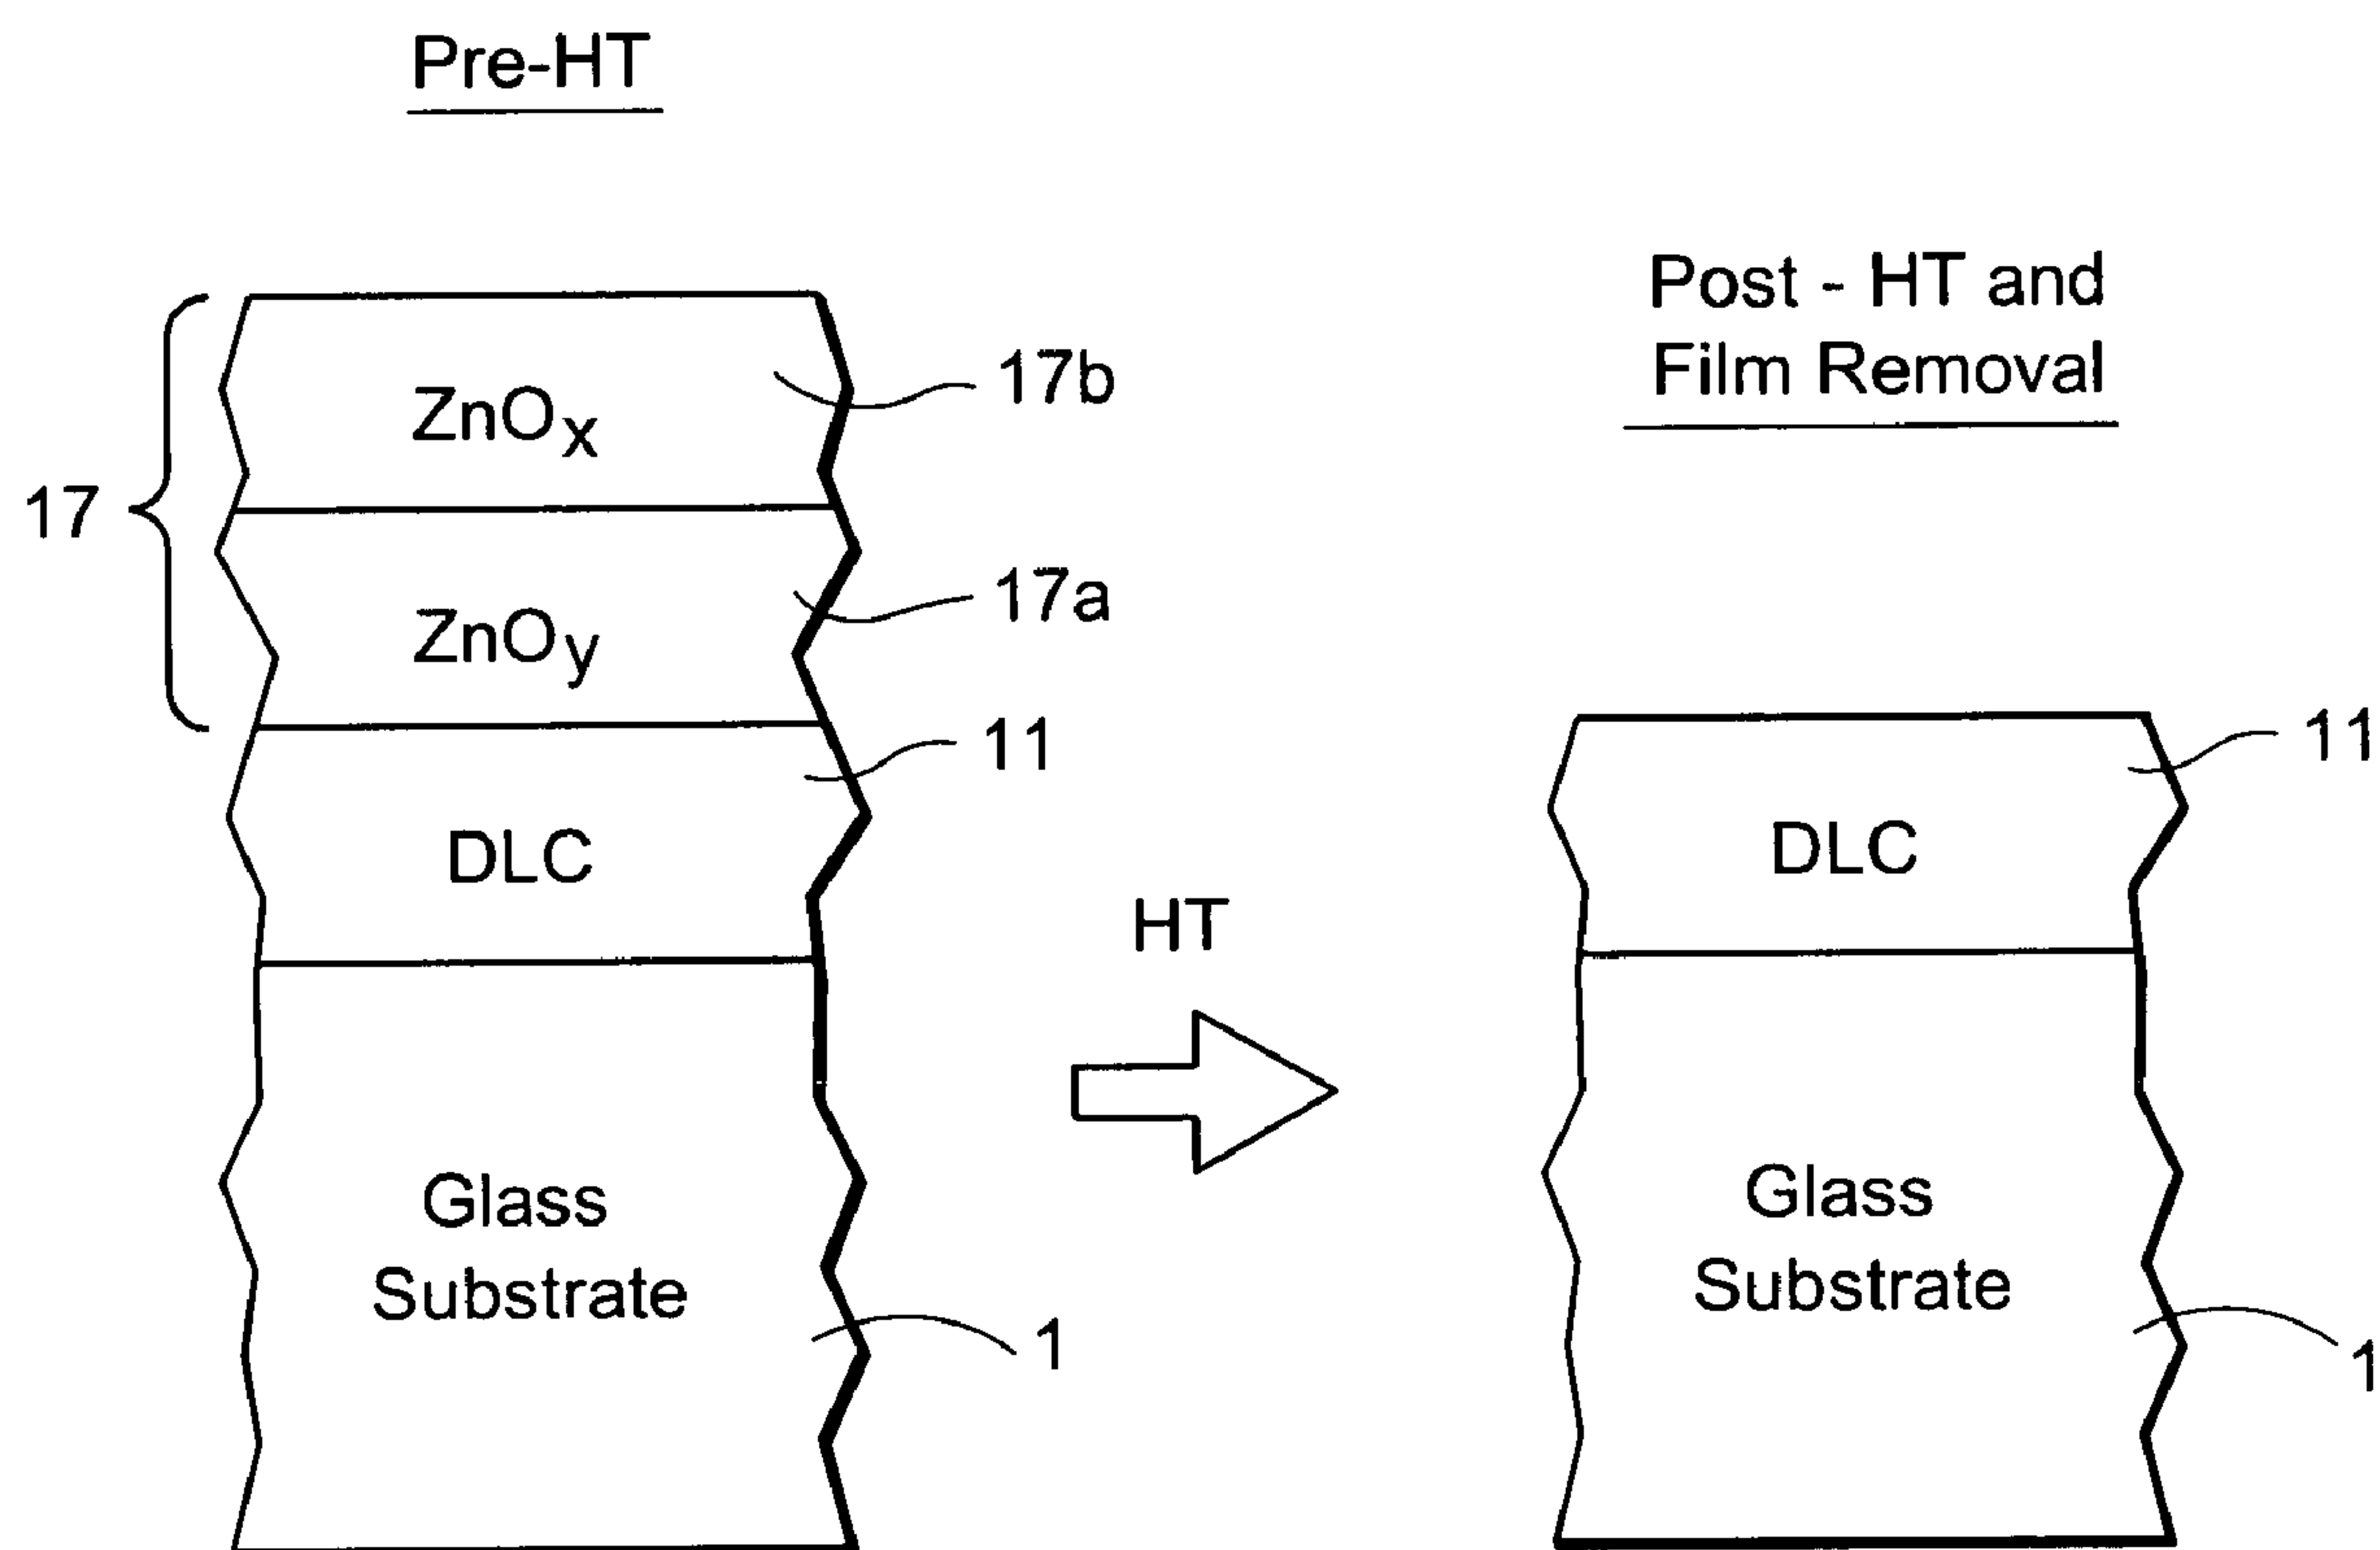 Pre-HT
ZnOx
17b
17
ZnOy
17a
DLC
11
Glass
Substrate
1
HT
Post - HT and
Film Removal
DLC
11
Glass
Substrate
1